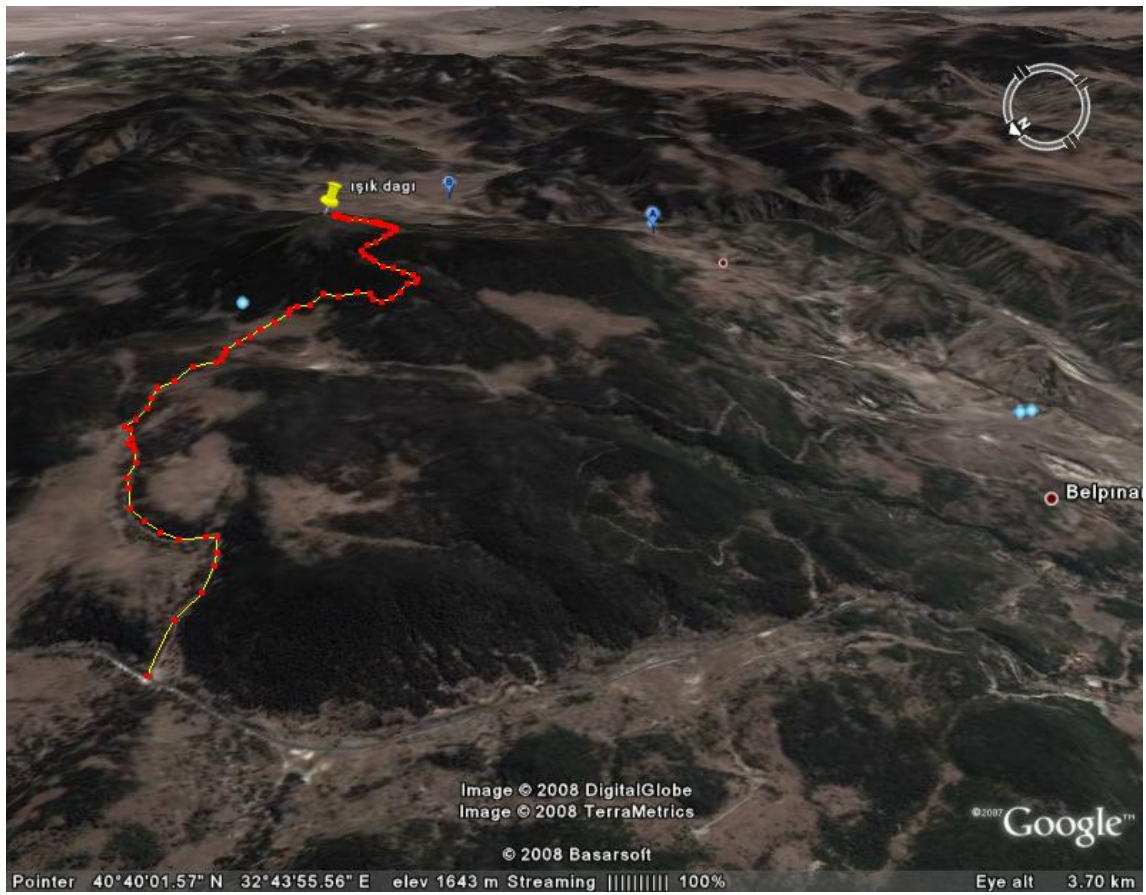 N
ışık dagı
B
A
Belpınar
Image © 2008 DigitalGlobe
Image © 2008 TerraMetrics
© 2008 Basarsoft
©2007 Google™
Pointer 40°40'01.57" N 32°43'55.56" E elev 1643 m Streaming |||||||||| 100% Eye alt 3.70 km